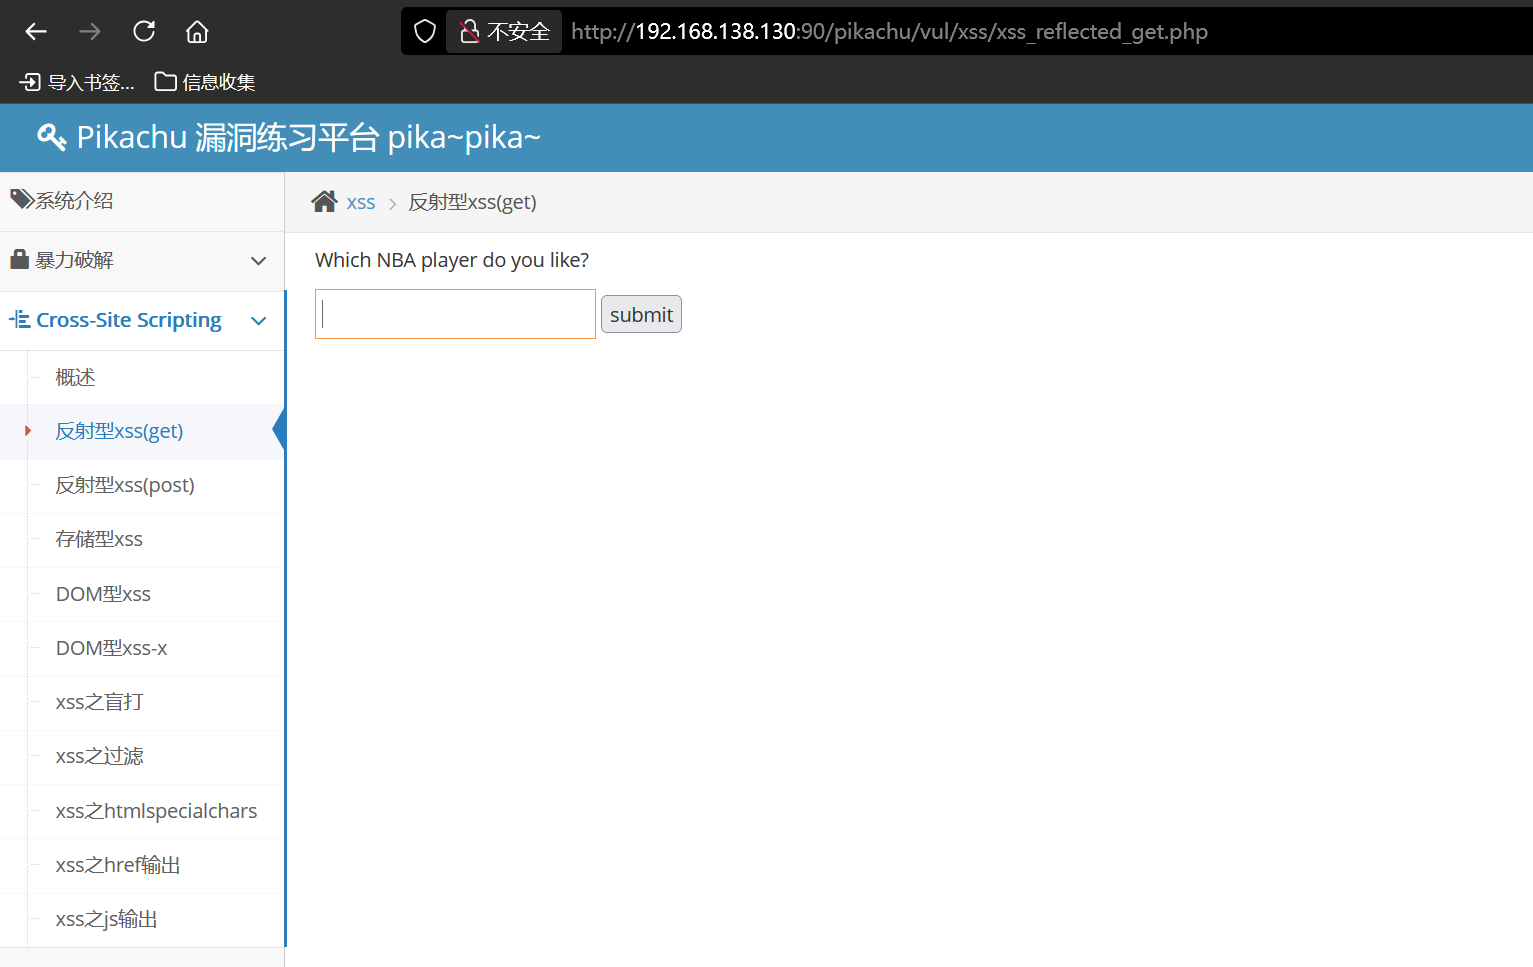 不安全 http://192.168.138.130:90/pikachu/vul/xss/xss_reflected_get.php
导入书签... 信息收集
Pikachu 漏洞练习平台 pika~pika~
系统介绍
xss > 反射型xss(get)
暴力破解
Which NBA player do you like?
submit
Cross-Site Scripting
概述
反射型xss(get)
反射型xss(post)
存储型xss
DOM型xss
DOM型xss-x
xss之盲打
xss之过滤
xss之htmlspecialchars
xss之href输出
xss之js输出